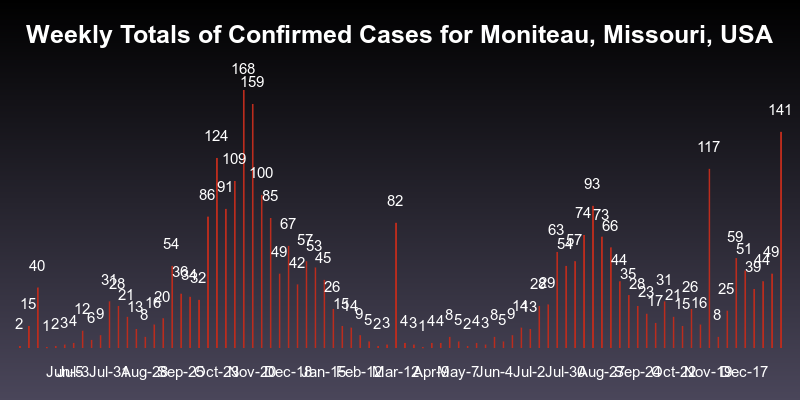 Weekly Totals of Confirmed Cases for Moniteau, Missouri, USA
2 15 40 1 2 3 4 12 6 9 31 28 21 13 8 16 20 54 36 34 32 86 124 91 109 168 159 100 85 49 67 42 57 53 45 26 15 14 9 5 2 3 82 4 3 1 4 4 8 5 2 4 3 8 5 9 14 13 28 29 63 54 57 74 93 73 66 44 35 28 23 17 31 21 15 26 16 117 8 25 59 51 39 44 49 141
Jun-5 Jul-3 Jul-31 Aug-28 Sep-25 Oct-23 Nov-20 Dec-18 Jan-15 Feb-12 Mar-12 Apr-9 May-7 Jun-4 Jul-2 Jul-30 Aug-27 Sep-24 Oct-22 Nov-19 Dec-17